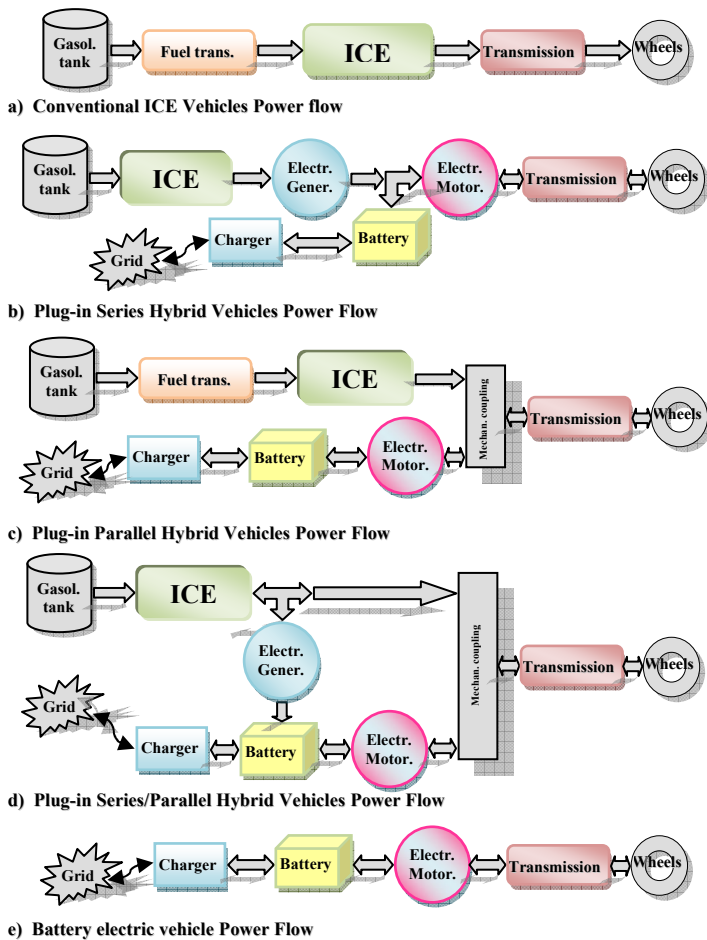 Gasol.
tank
Fuel trans.
ICE
Transmission
Wheels
a) Conventional ICE Vehicles Power flow
Gasol.
tank
ICE
Electr.
Gener.
Electr.
Motor.
Transmission
Wheels
Grid
Charger
Battery
b) Plug-in Series Hybrid Vehicles Power Flow
Gasol.
tank
Fuel trans.
ICE
Mechan. coupling
Transmission
Wheels
Grid
Charger
Battery
Electr.
Motor.
c) Plug-in Parallel Hybrid Vehicles Power Flow
Gasol.
tank
ICE
Mechan. coupling
Electr.
Gener.
Transmission
Wheels
Grid
Charger
Battery
Electr.
Motor.
d) Plug-in Series/Parallel Hybrid Vehicles Power Flow
Grid
Charger
Battery
Electr.
Motor.
Transmission
Wheels
e) Battery electric vehicle Power Flow